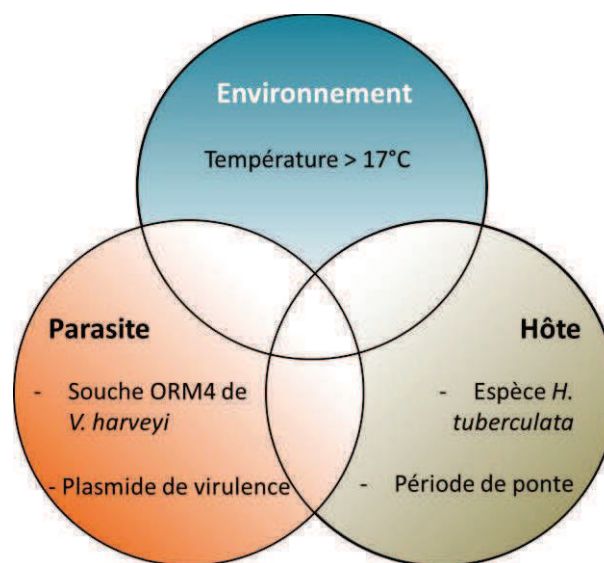 Environnement
Température > 17°C
Parasite
- Souche ORM4 de
V. harveyi
- Plasmide de virulence
Hôte
- Espèce H.
tuberculata
- Période de ponte